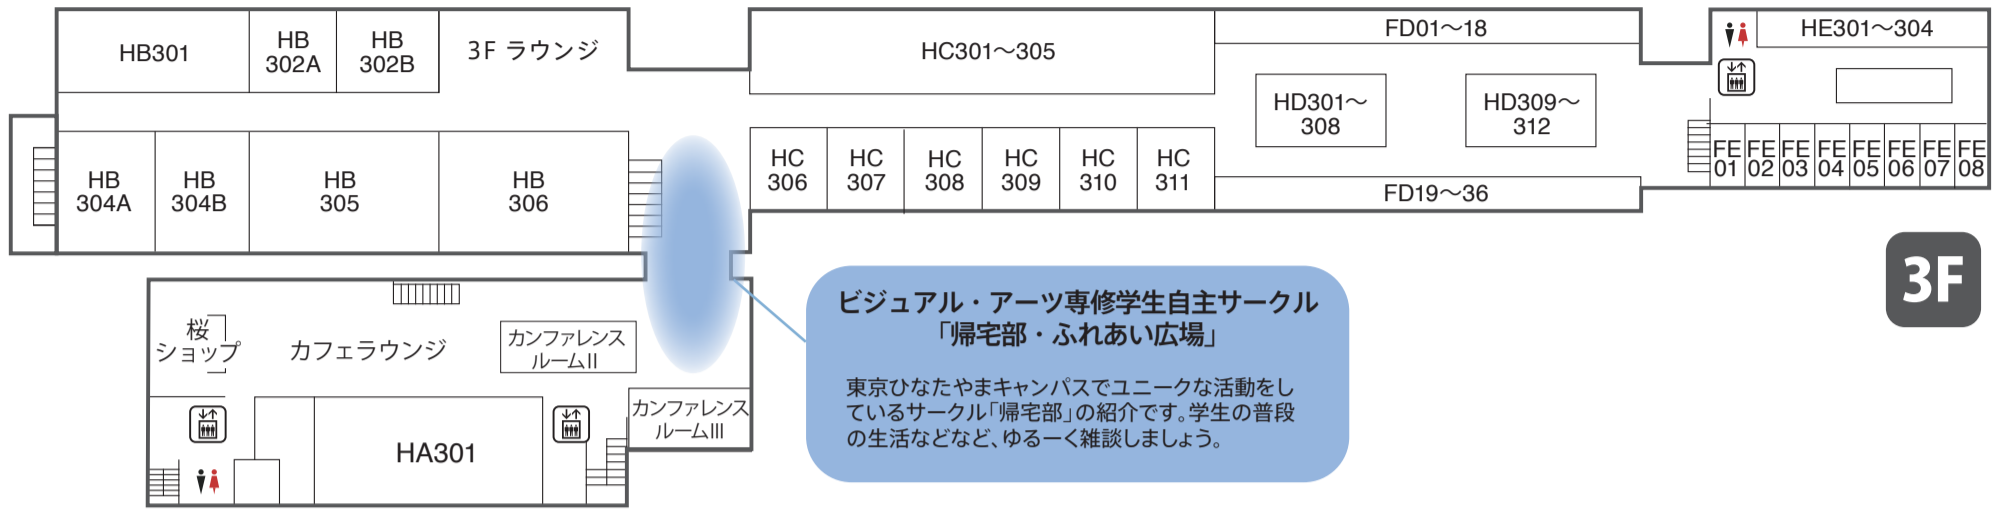 HB301
HB
302A
HB
302B
3F ラウンジ
HC301〜305
FD01〜18
HE301〜304
HD301〜
308
HD309〜
312
HB
304A
HB
304B
HB
305
HB
306
HC
306
HC
307
HC
308
HC
309
HC
310
HC
311
FD19〜36
FE
01
FE
02
FE
03
FE
04
FE
05
FE
06
FE
07
FE
08
3F
桜
ショップ
カフェラウンジ
カンファレンス
ルームII
カンファレンス
ルームIII
HA301
ビジュアル・アーツ専修学生自主サークル
「帰宅部・ふれあい広場」
東京ひなたやまキャンパスでユニークな活動をし
ているサークル「帰宅部」の紹介です。学生の普段
の生活などなど、ゆるーく雑談しましょう。